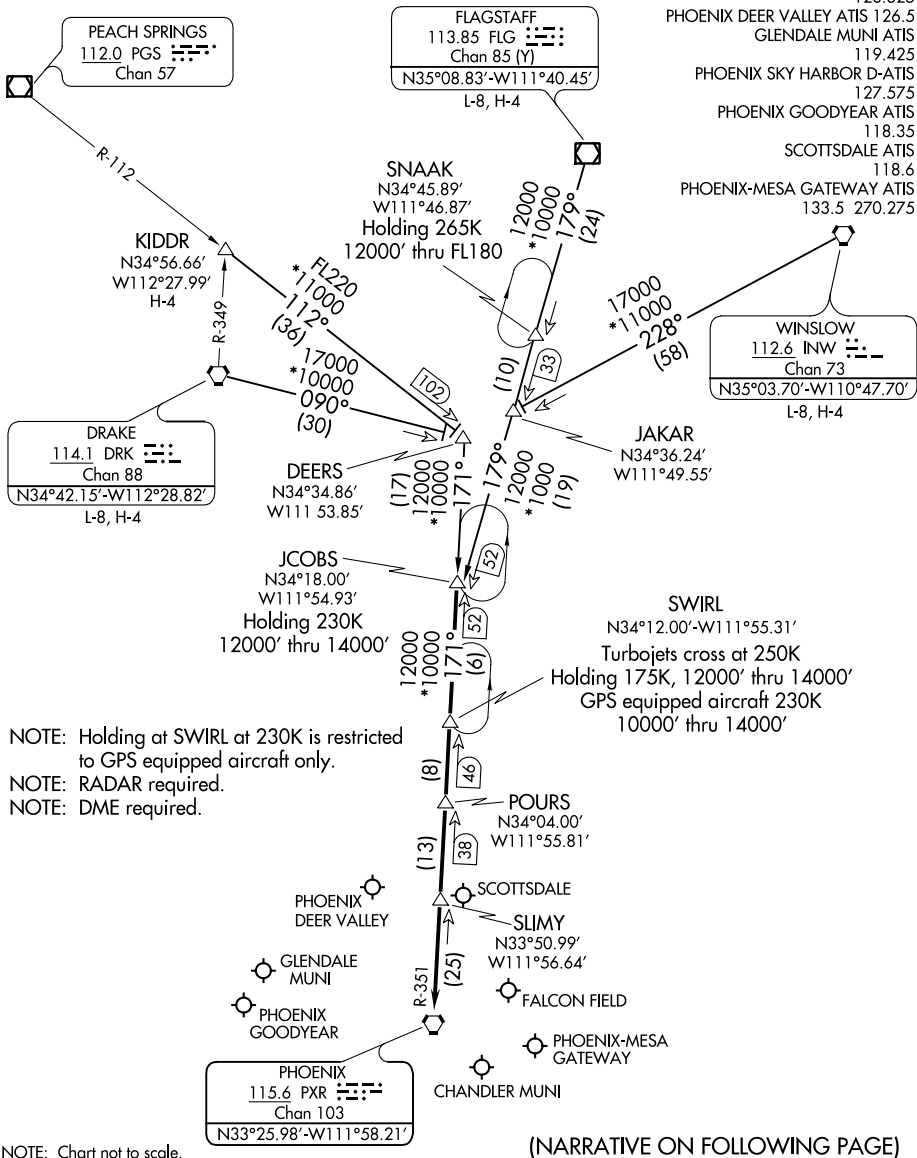 120.625
PHOENIX DEER VALLEY ATIS 126.5
GLENDALE MUNI ATIS
119.425
PHOENIX SKY HARBOR D-ATIS
127.575
PHOENIX GOODYEAR ATIS
118.35
SCOTTSDALE ATIS
118.6
PHOENIX-MESA GATEWAY ATIS
133.5 270.275
PEACH SPRINGS
112.0 PGS
Chan 57
FLAGSTAFF
113.85 FLG
Chan 85 (Y)
N35°08.83'-W111°40.45'
L-8, H-4
R-112
SNAAK
N34°45.89'
W111°46.87'
Holding 265K
12000' thru FL180
12000
*10000
179°
(24)
KIDDR
N34°56.66'
W112°27.99'
H-4
R-349
FL220
*11000
112°
(36)
102
17000
*10000
090°
(30)
(10)
33
17000
*11000
228°
(58)
WINSLOW
112.6 INW
Chan 73
N35°03.70'-W110°47.70'
L-8, H-4
DRAKE
114.1 DRK
Chan 88
N34°42.15'-W112°28.82'
L-8, H-4
JAKAR
N34°36.24'
W111°49.55'
DEERS
N34°34.86'
W111 53.85'
(17)
12000
*10000
171°
179°
12000
*1000
(19)
52
JCOBS
N34°18.00'
W111°54.93'
Holding 230K
12000' thru 14000'
52
12000
*10000
171°
(6)
SWIRL
N34°12.00'-W111°55.31'
Turbojets cross at 250K
Holding 175K, 12000' thru 14000'
GPS equipped aircraft 230K
10000' thru 14000'
NOTE: Holding at SWIRL at 230K is restricted
to GPS equipped aircraft only.
NOTE: RADAR required.
NOTE: DME required.
(8)
46
POURS
N34°04.00'
W111°55.81'
(13)
38
PHOENIX
DEER VALLEY
SCOTTSDALE
SLIMY
N33°50.99'
W111°56.64'
GLENDALE
MUNI
PHOENIX
GOODYEAR
R-351
(25)
FALCON FIELD
PHOENIX-MESA
GATEWAY
CHANDLER MUNI
PHOENIX
115.6 PXR
Chan 103
N33°25.98'-W111°58.21'
NOTE: Chart not to scale.
(NARRATIVE ON FOLLOWING PAGE)